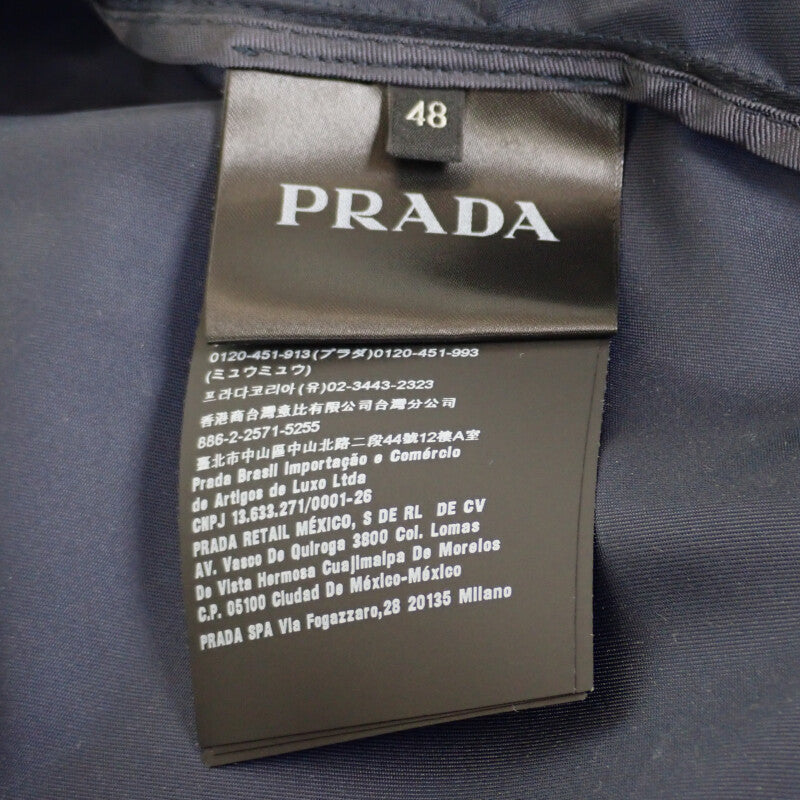 48
PRADA
0120-451-913(プラダ)0120-451-993
(ミュウミュウ)
프라다코리아(유)02-3443-2323
香港商台灣惠比有限公司台灣分公司
886-2-2571-5255
臺北市中山區中山北路二段44號12樓A室
Prada Brasil Importação e Comércio
de Artigos de Luxo Ltda
CNPJ 13.633.271/0001-26
PRADA RETAIL MÉXICO, S DE RL DE CV
AV. Vasco De Quiroga 3800 Col. Lomas
De Vista Hermosa Cuajimalpa De Morelos
C.P. 05100 Ciudad De México-México
PRADA SPA Via Fogazzaro,28 20135 Milano